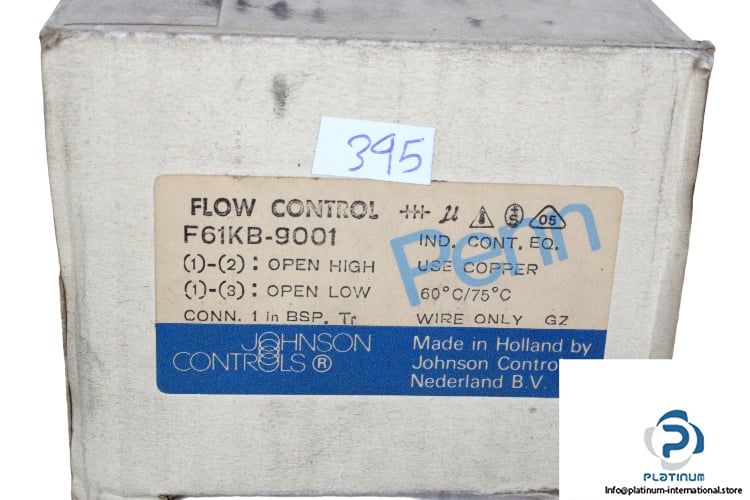 395
FLOW CONTROL
F61KB-9001
IND. CONT. EQ.
(1)-(2) : OPEN HIGH
USE COPPER
(1)-(3) : OPEN LOW
60°C/75°C
CONN. 1 in BSP. Tr
WIRE ONLY GZ
Penn
05
JOHNSON
CONTROLS ®
Made in Holland by
Johnson Contro
Nederland B.V.
PLATINUM
Info@platinum-international.store